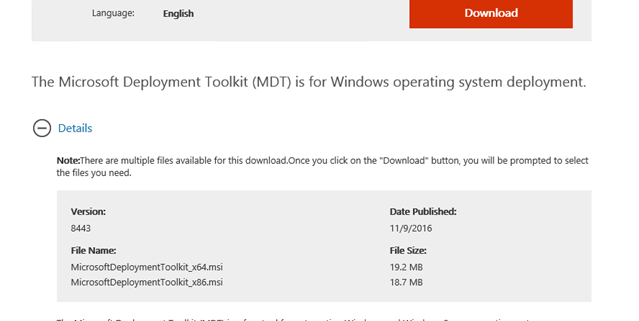 Language: English Download
The Microsoft Deployment Toolkit (MDT) is for Windows operating system deployment.
Details
Note:There are multiple files available for this download.Once you click on the "Download" button, you will be prompted to select
the files you need.
Version: Date Published:
8443 11/9/2016
File Name: File Size:
MicrosoftDeploymentToolkit_x64.msi 19.2 MB
MicrosoftDeploymentToolkit_x86.msi 18.7 MB